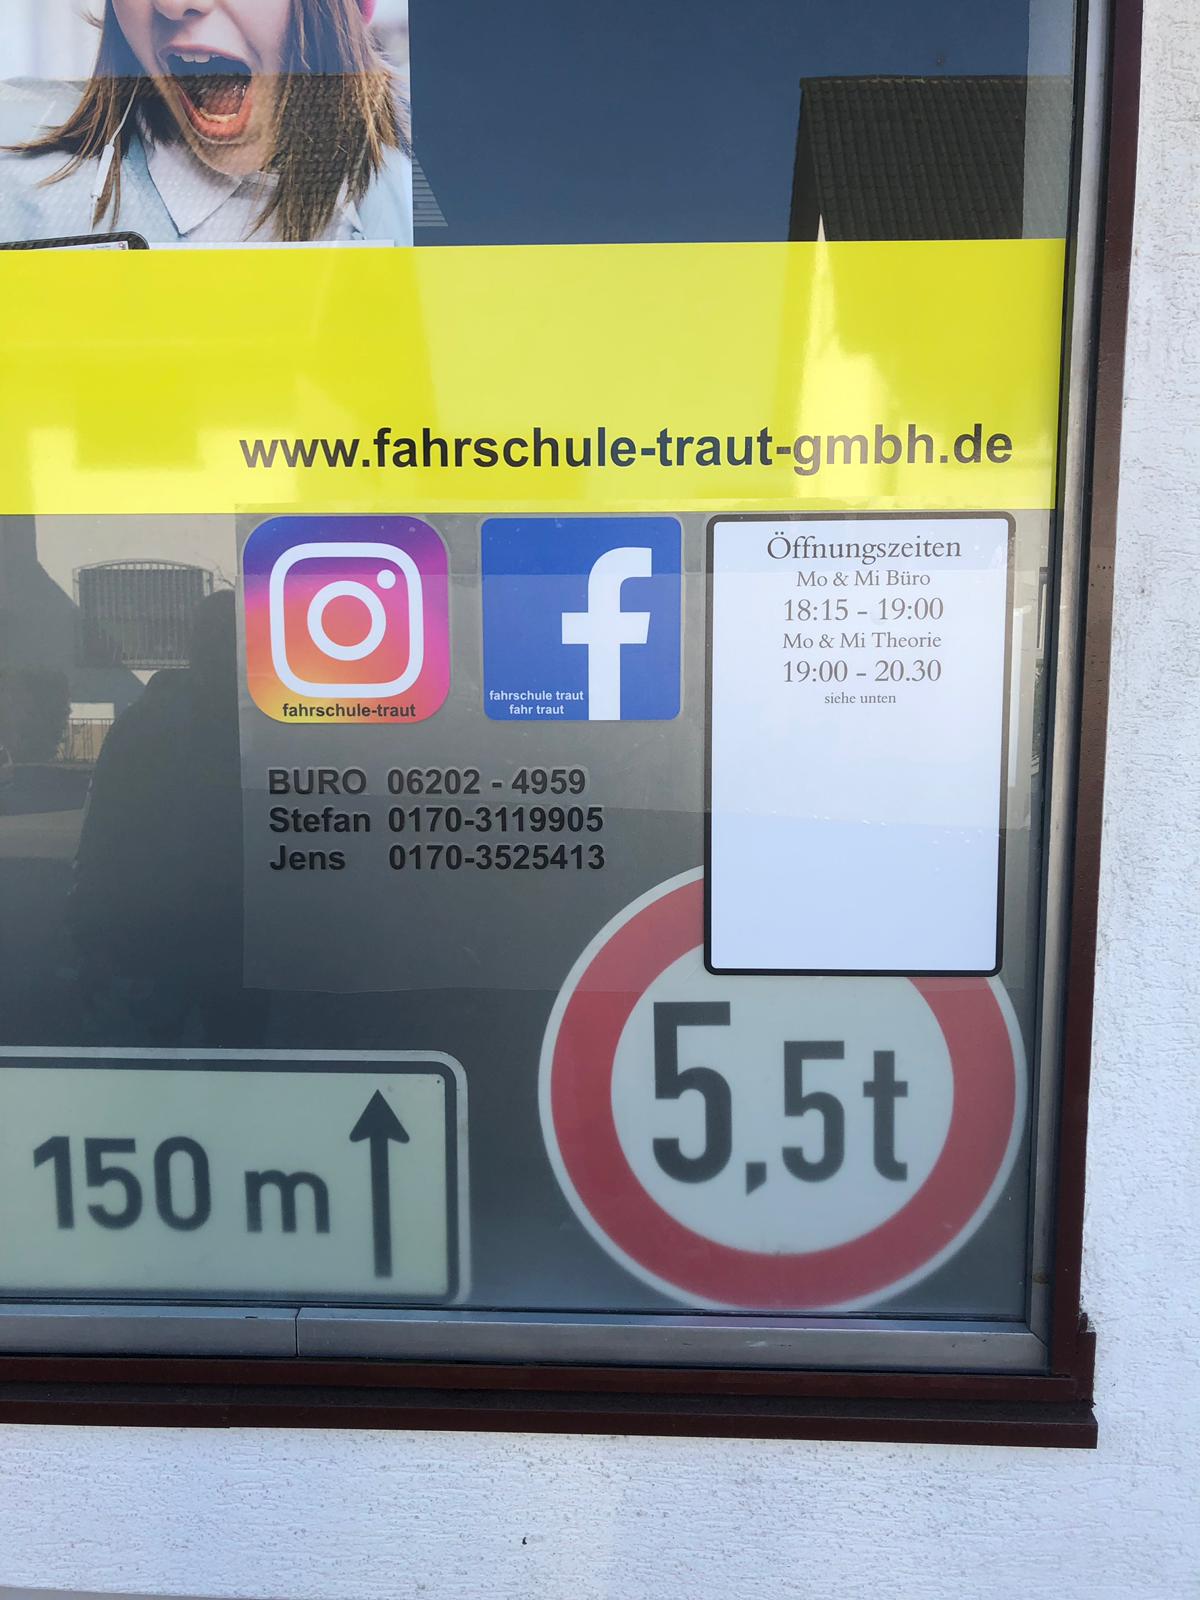 www.fahrschule-traut-gmbh.de
fahrschule-traut
fahrschule traut
fahr traut
Öffnungszeiten
Mo & Mi Büro
18:15 - 19:00
Mo & Mi Theorie
19:00 - 20.30
siehe unten
BÜRO 06202 - 4959
Stefan 0170-3119905
Jens 0170-3525413
5,5t
150 m